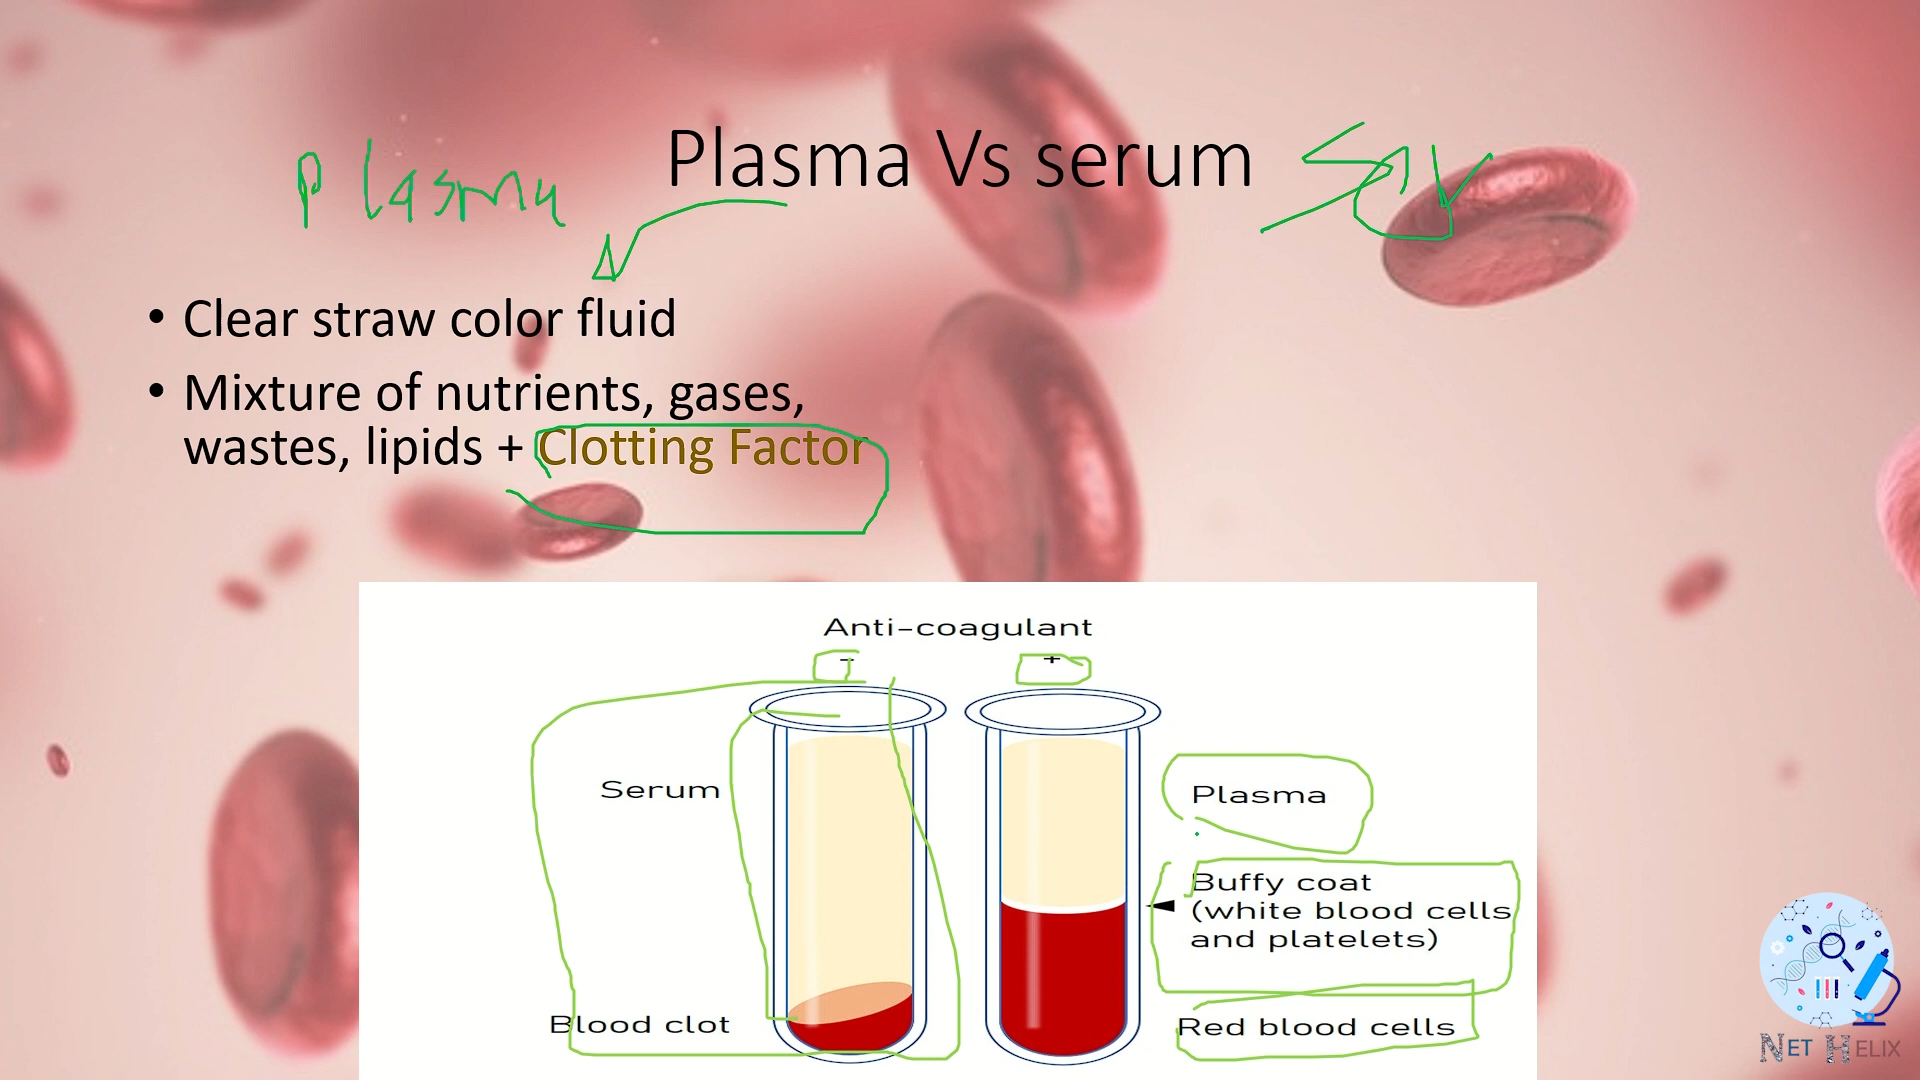 Plasma Vs serum
Plasma
• Clear straw color fluid
• Mixture of nutrients, gases,
wastes, lipids + Clotting Factor
Anti-coagulant
- +
Serum
Plasma
Buffy coat
(white blood cells
and platelets)
Blood clot
Red blood cells
NET HELIX